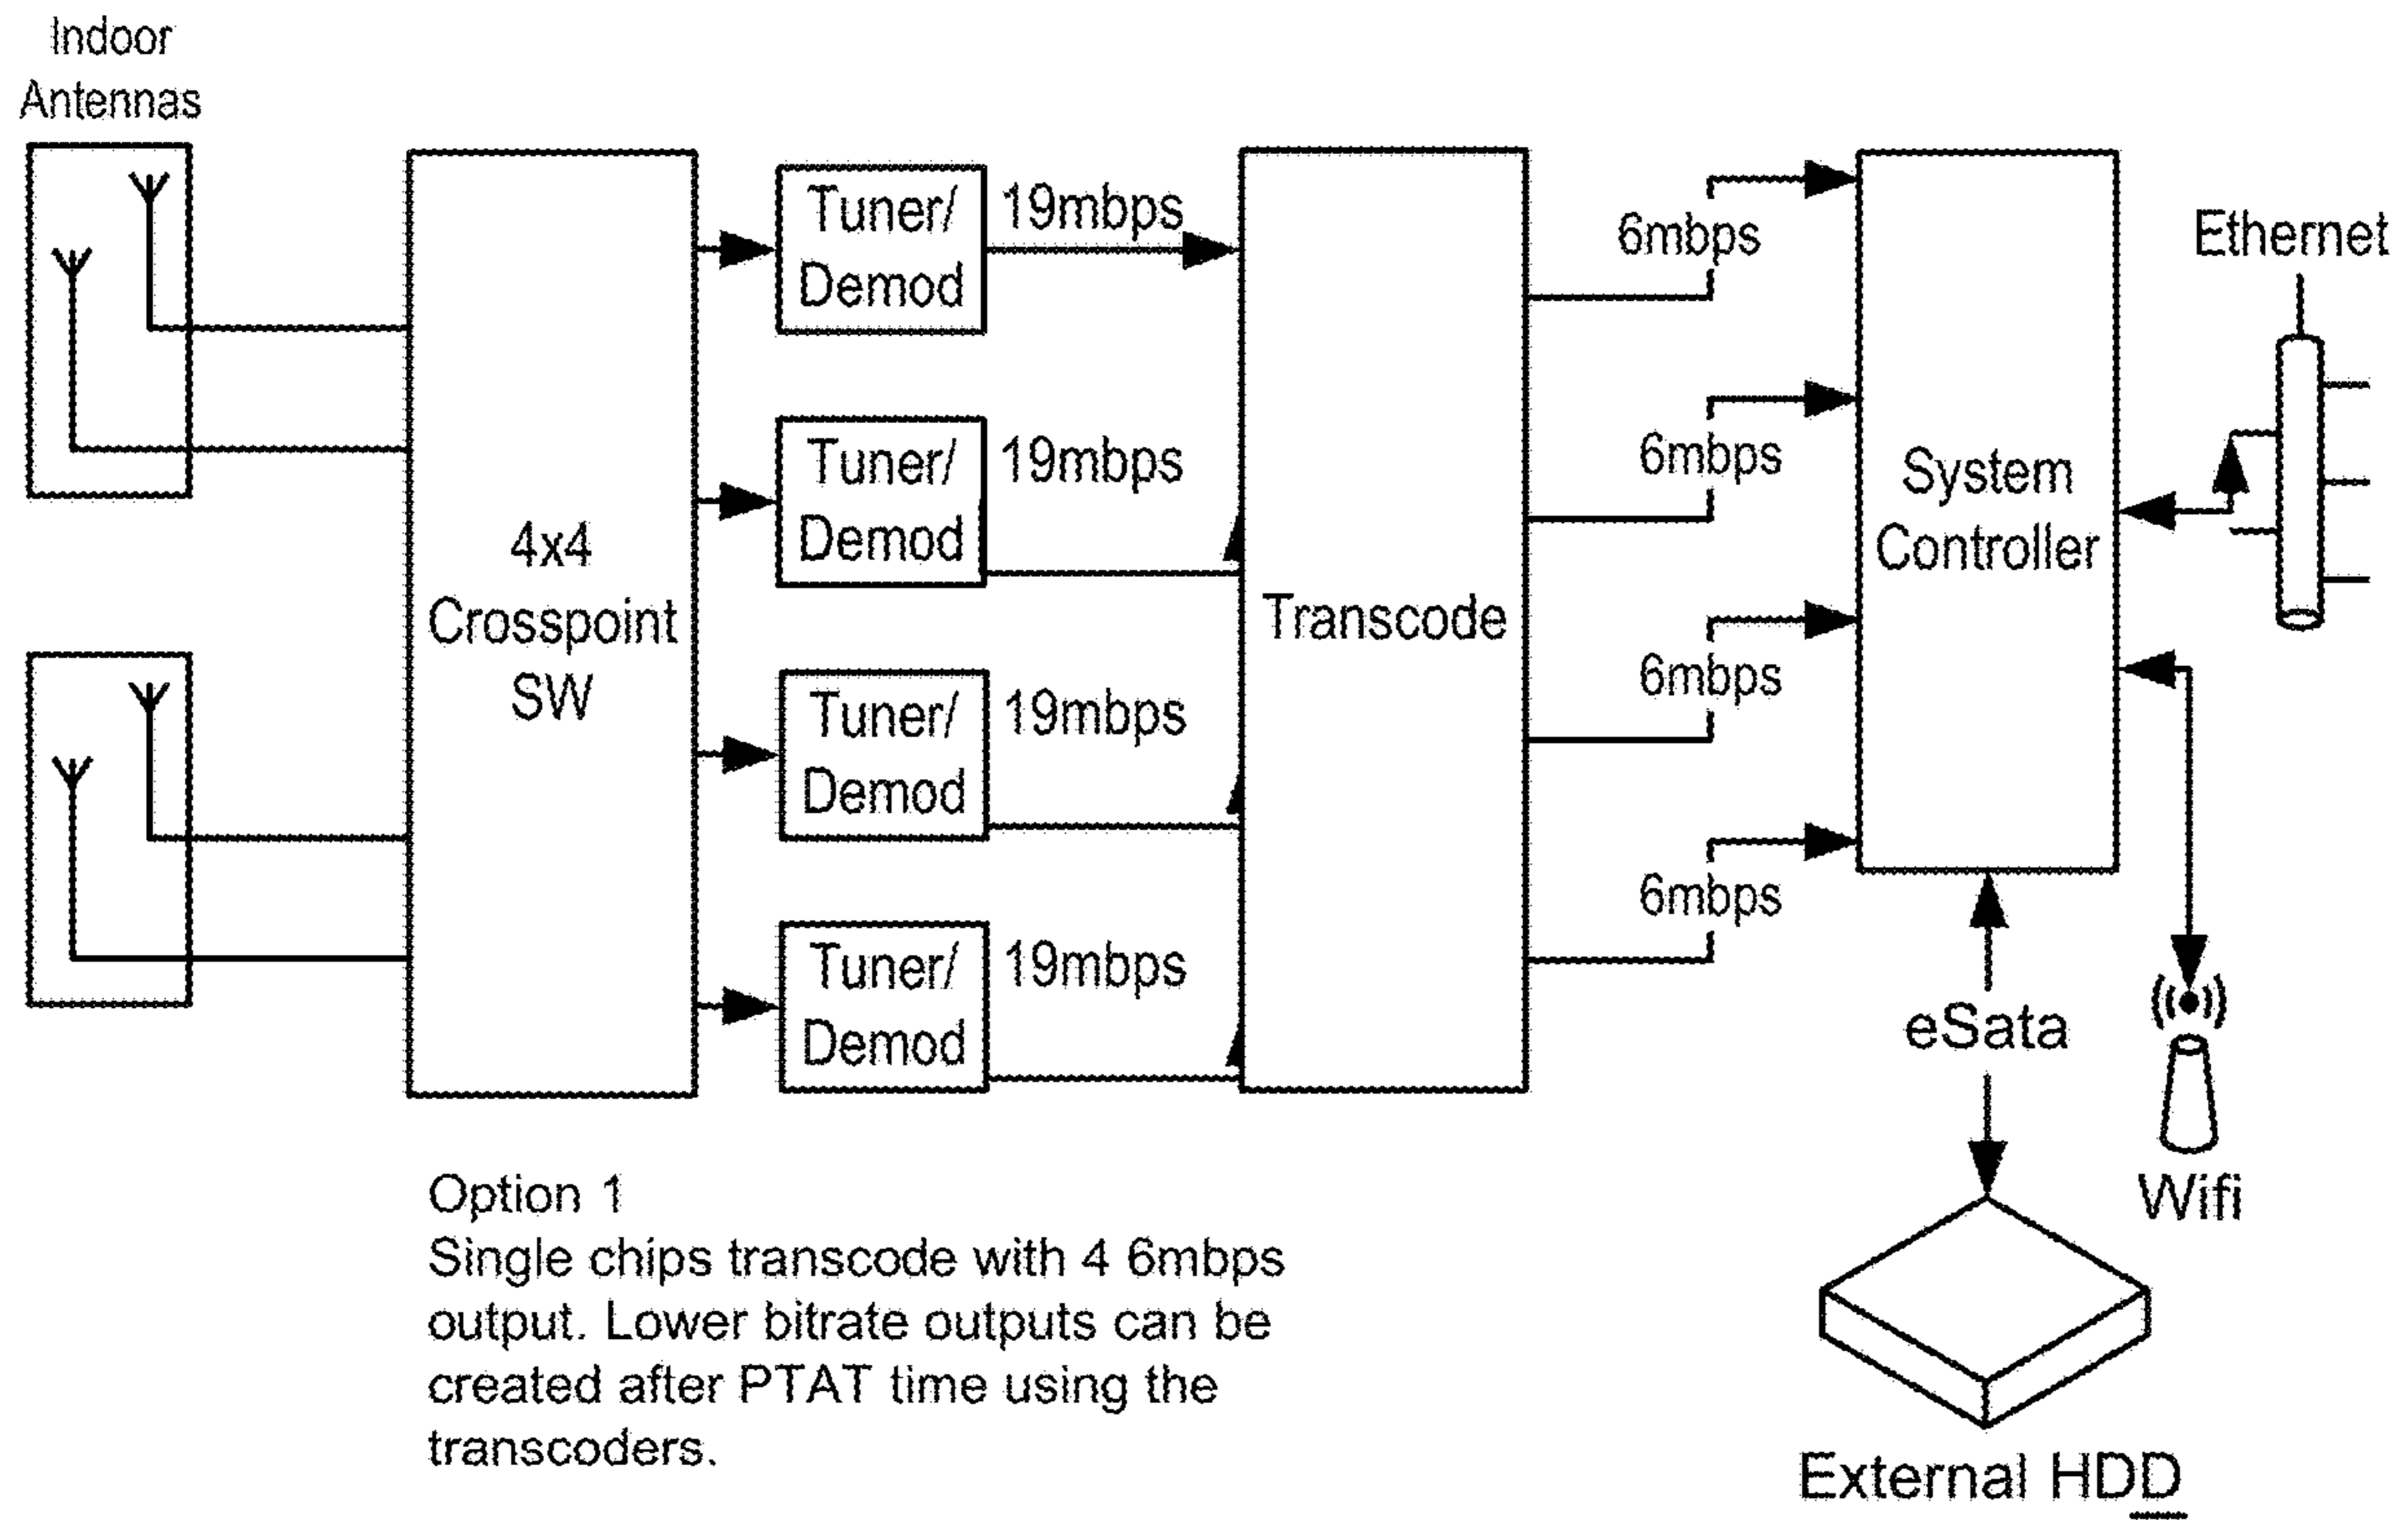 Indoor
Antennas
4x4
Crosspoint
SW
Tuner/
Demod
19mbps
Tuner/
Demod
19mbps
Tuner/
Demod
19mbps
Tuner/
Demod
19mbps
Transcode
6mbps
6mbps
6mbps
6mbps
System
Controller
Ethernet
eSata
Wifi
External HDD
Option 1
Single chips transcode with 4 6mbps
output. Lower bitrate outputs can be
created after PTAT time using the
transcoders.